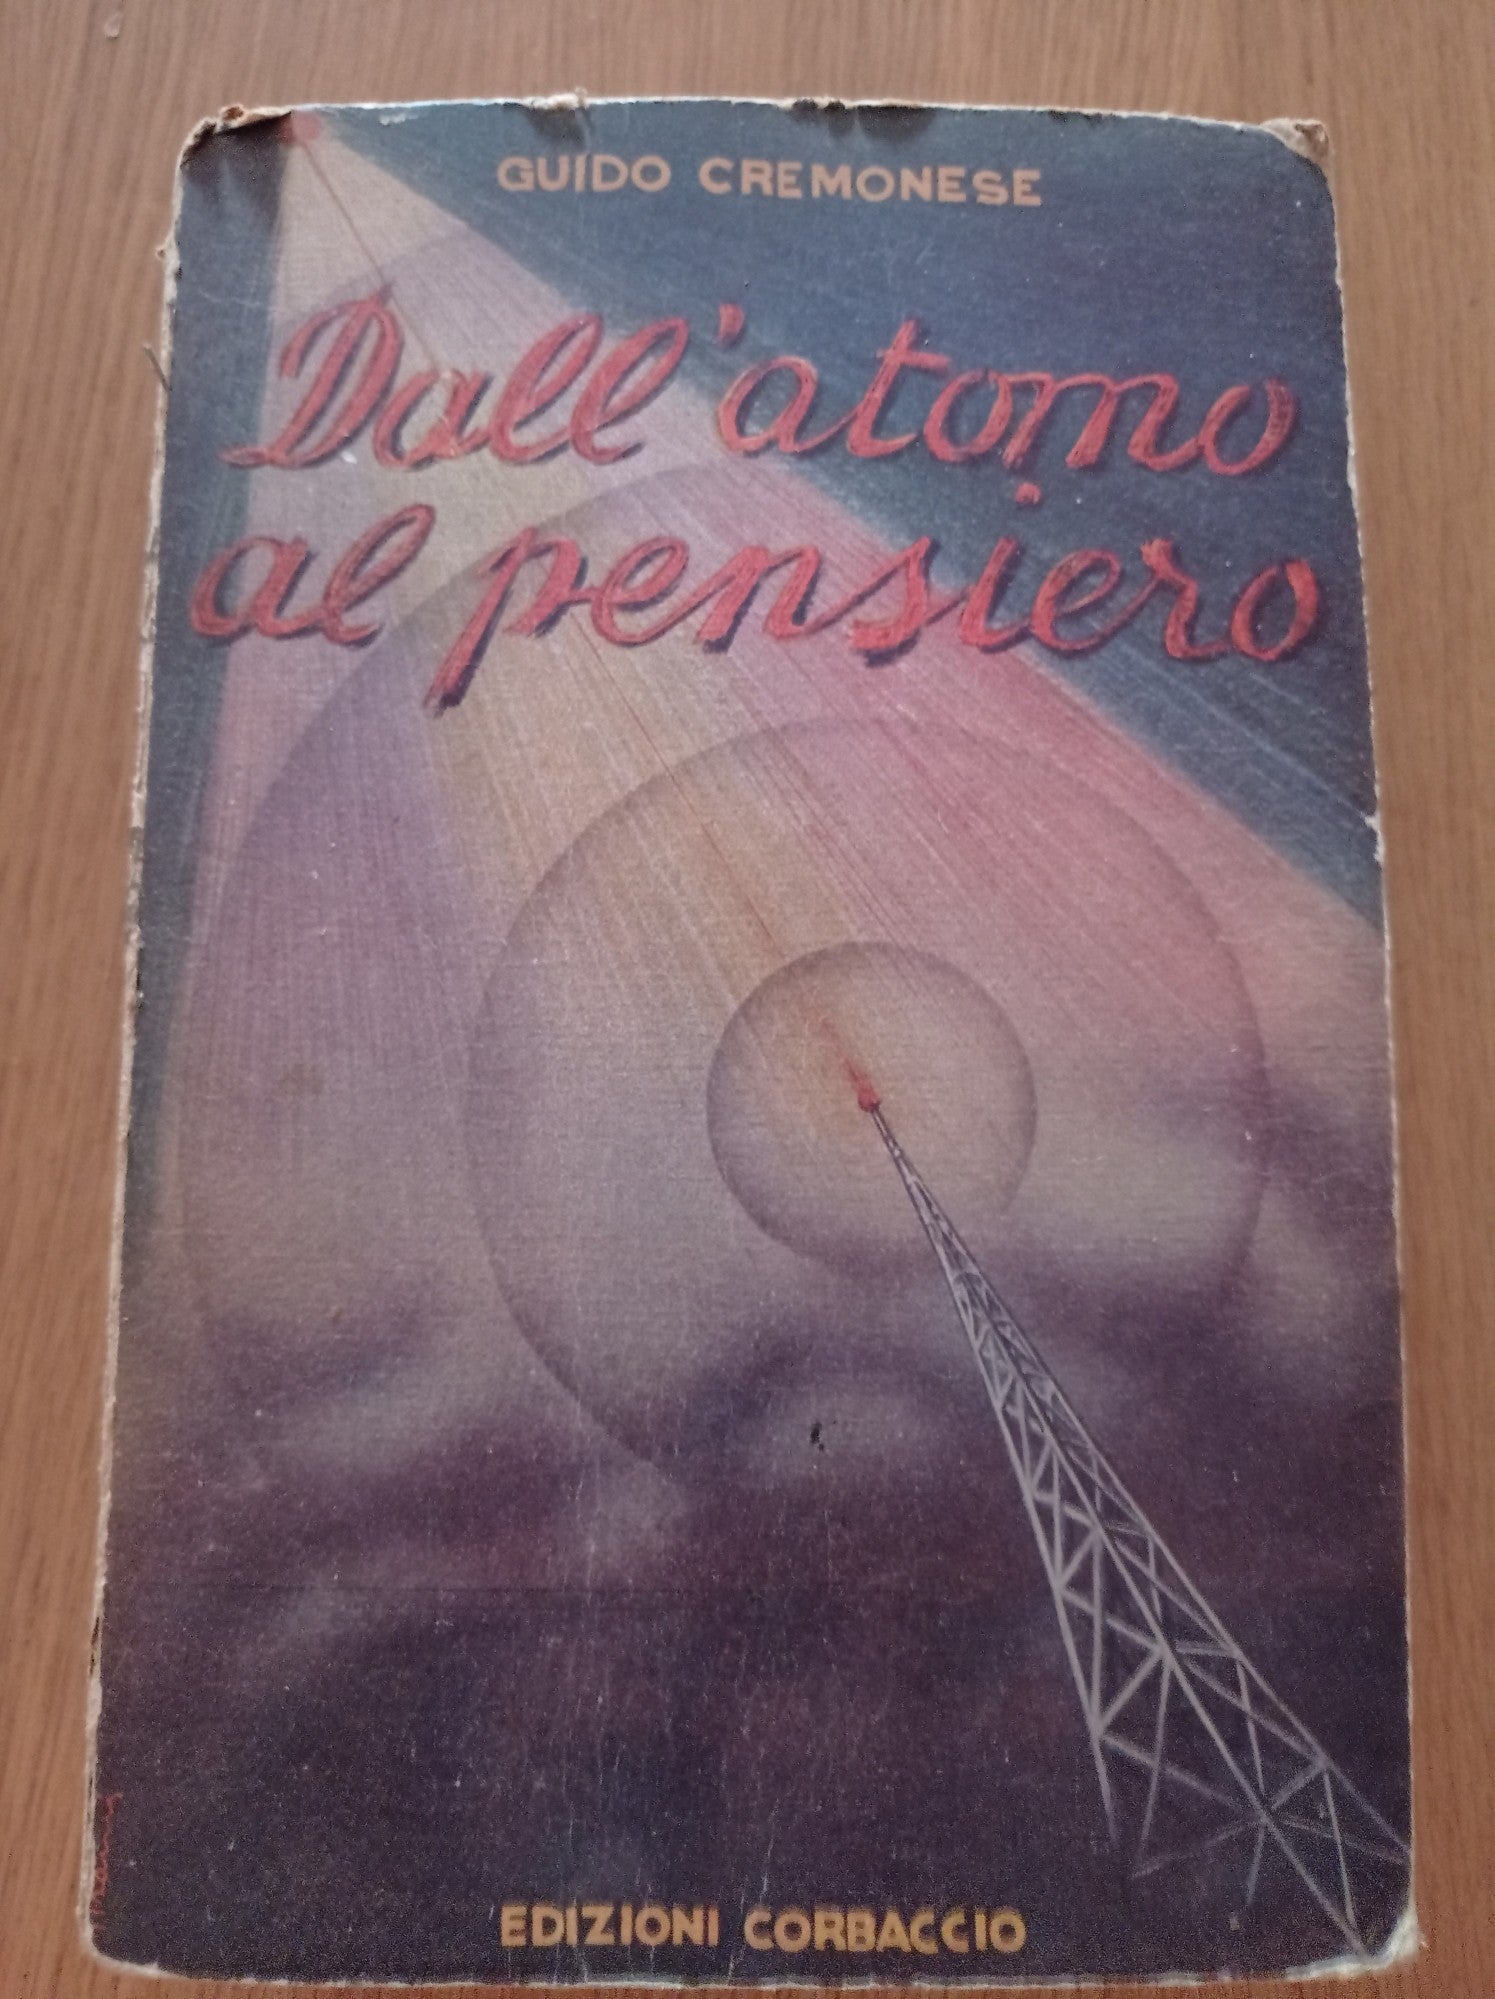 GUIDO CREMONESE
Dall'atomo
al pensiero
EDIZIONI CORBACCIO